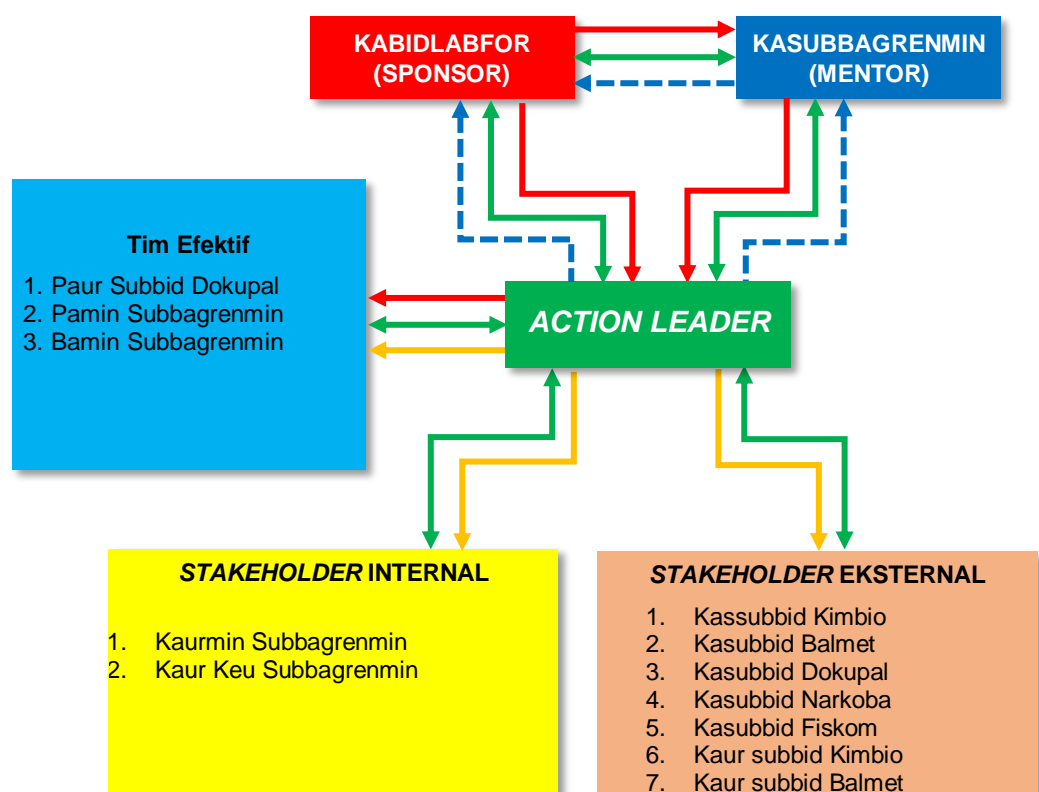 KABIDLABFOR
(SPONSOR)
KASUBBAGRENMIN
(MENTOR)
Tim Efektif
1. Paur Subbid Dokupal
2. Pamin Subbagrenmin
3. Bamin Subbagrenmin
ACTION LEADER
STAKEHOLDER INTERNAL
1. Kaurmin Subbagrenmin
2. Kaur Keu Subbagrenmin
STAKEHOLDER EKSTERNAL
1. Kassubbid Kimbio
2. Kasubbid Balmet
3. Kasubbid Dokupal
4. Kasubbid Narkoba
5. Kasubbid Fiskom
6. Kaur subbid Kimbio
7. Kaur subbid Balmet